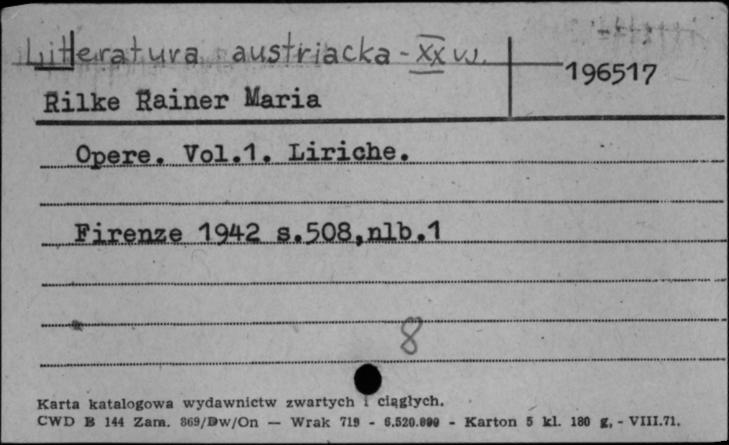 Literatura austriacka - XX w.
196517
Rilke Rainer Maria
Opere. Vol.1. Liriche.
Firenze 1942 s.508,nlb.1
8
Karta katalogowa wydawnictw zwartych i ciągłych.
CWD B 144 Zam. 869/Dw/On — Wrak 719 - 6.520.000 - Karton 5 kl. 180 g, - VIII.71.